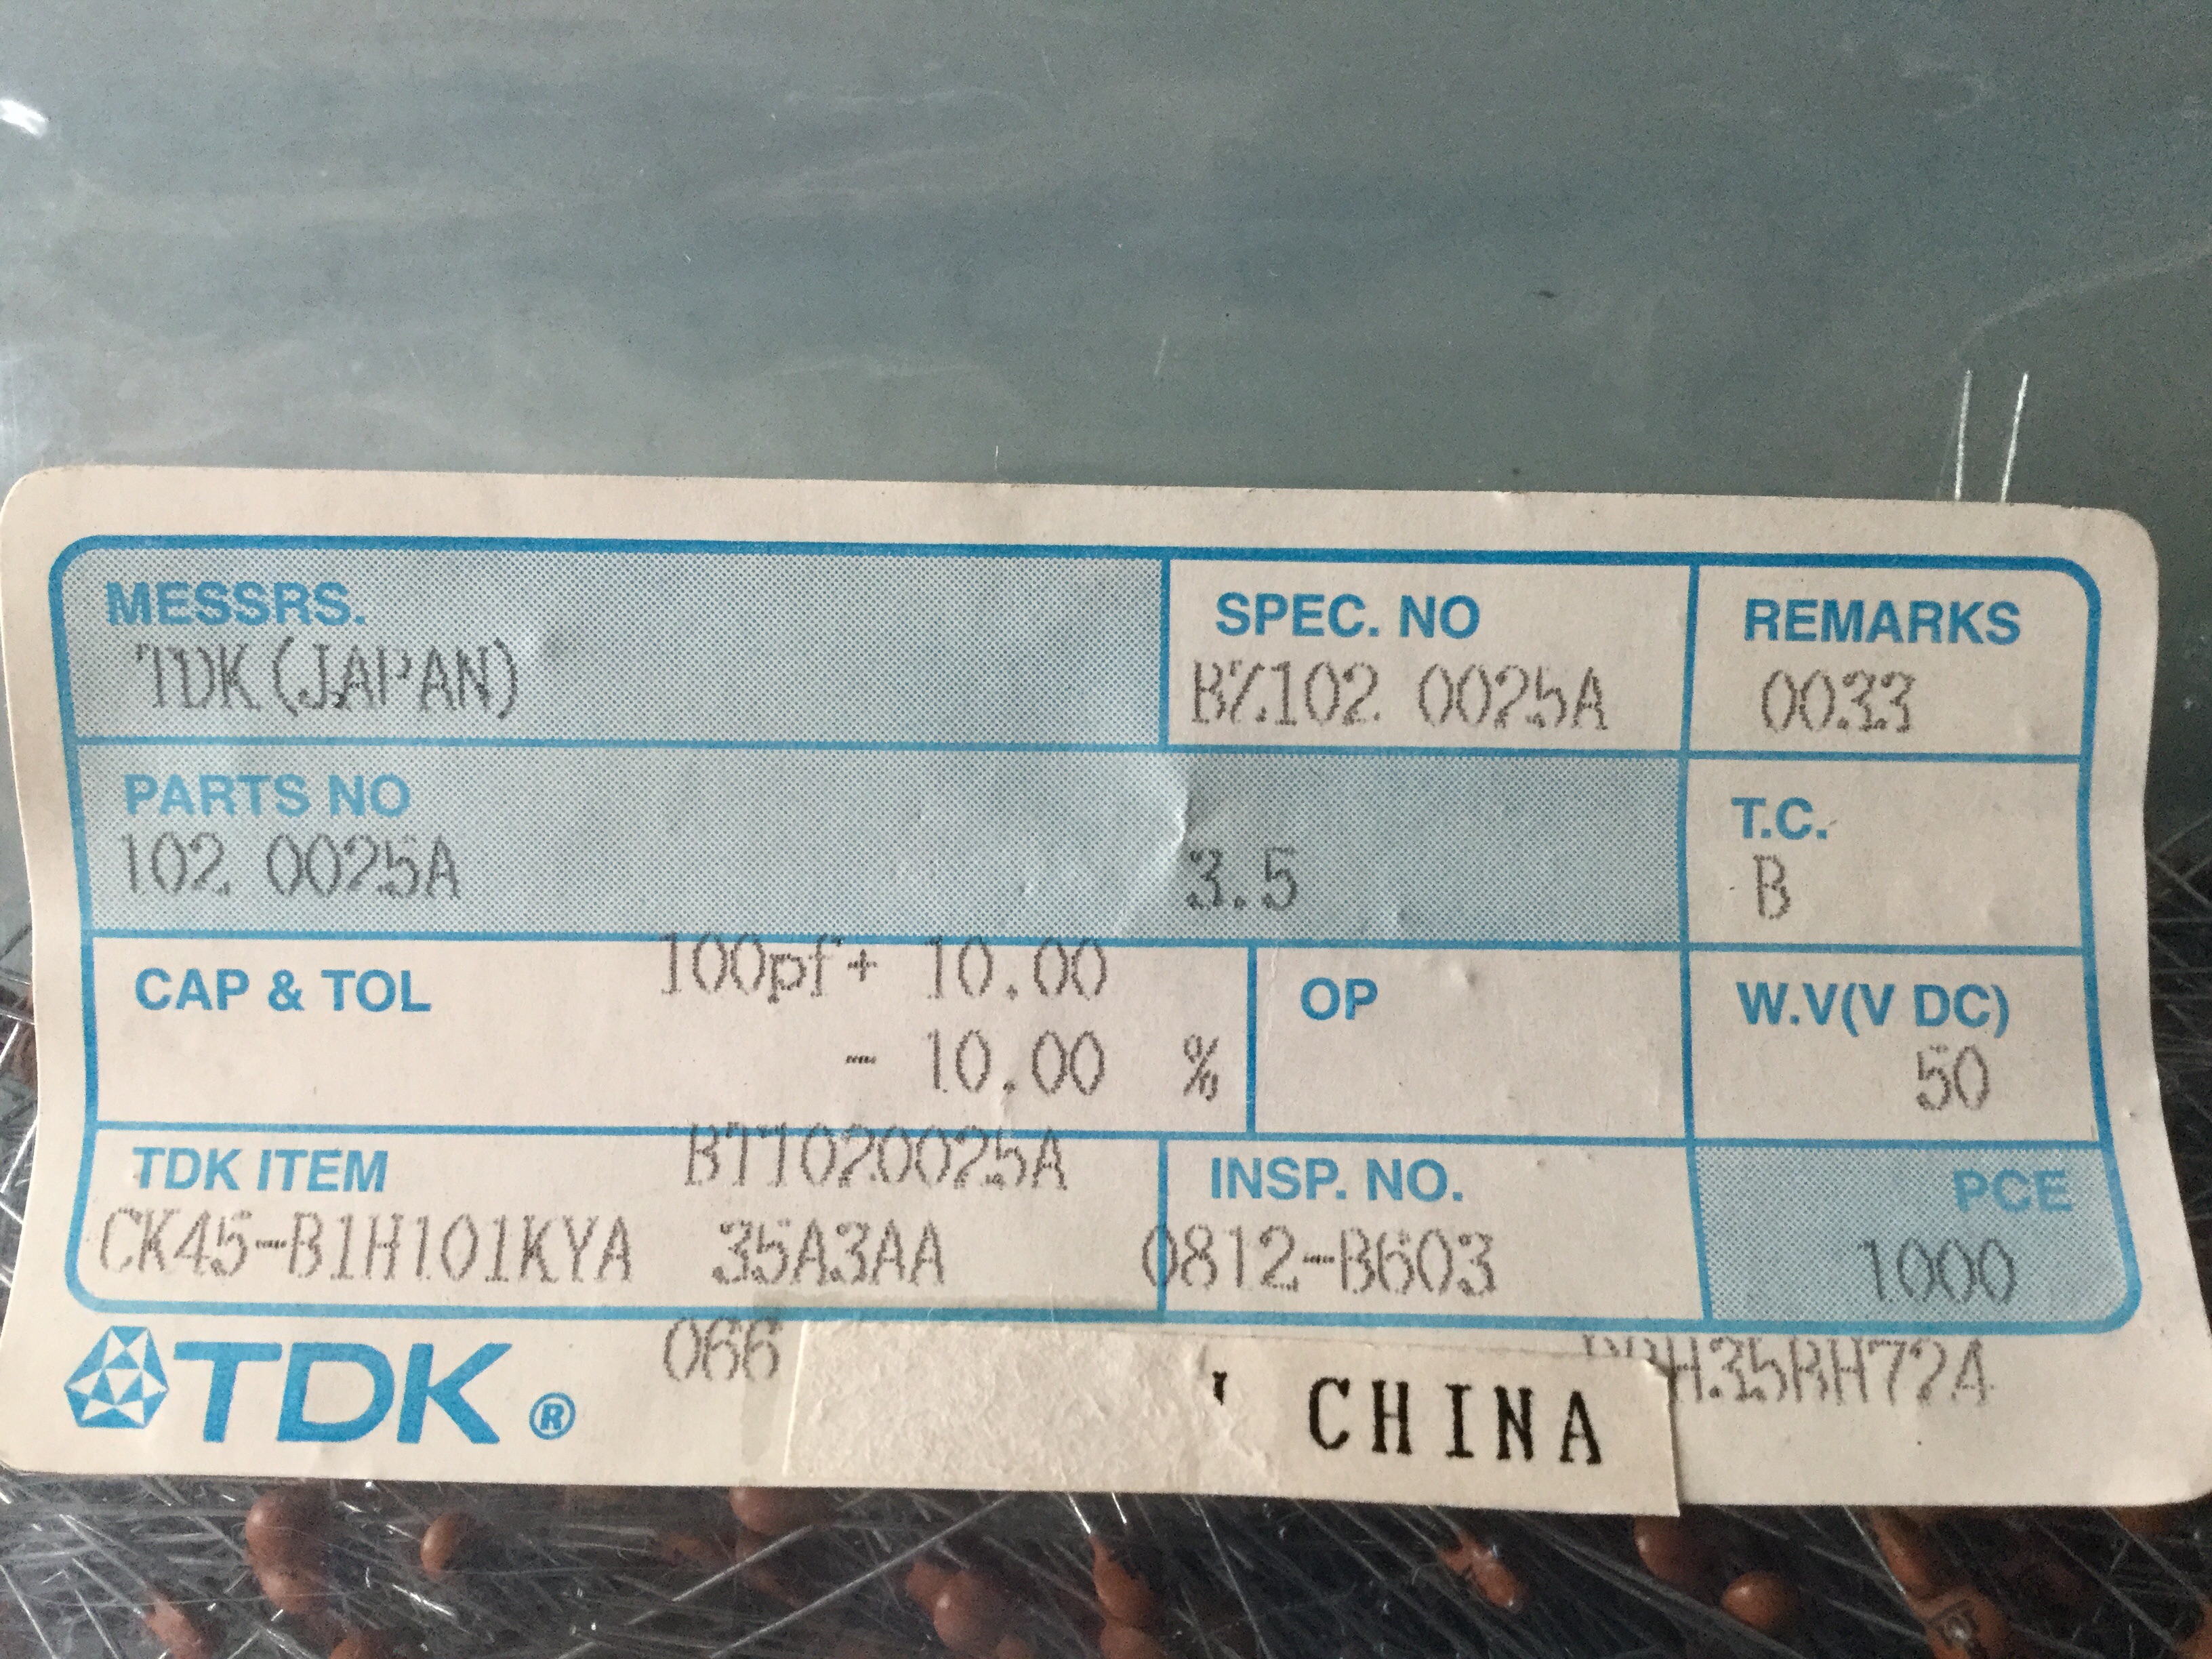 MESSRS.
TDK(JAPAN)
SPEC. NO
BZ102 0025A
REMARKS
0033
PARTS NO
102 0025A
3.5
T.C.
B
CAP & TOL
100pf+ 10.00
- 10.00 %
OP
W.V(V DC)
50
TDK ITEM
BT1020025A
CK45-B1H101KYA 35A3AA
INSP. NO.
0812-B603
PCE
1000
TDK ®
066
CHINA